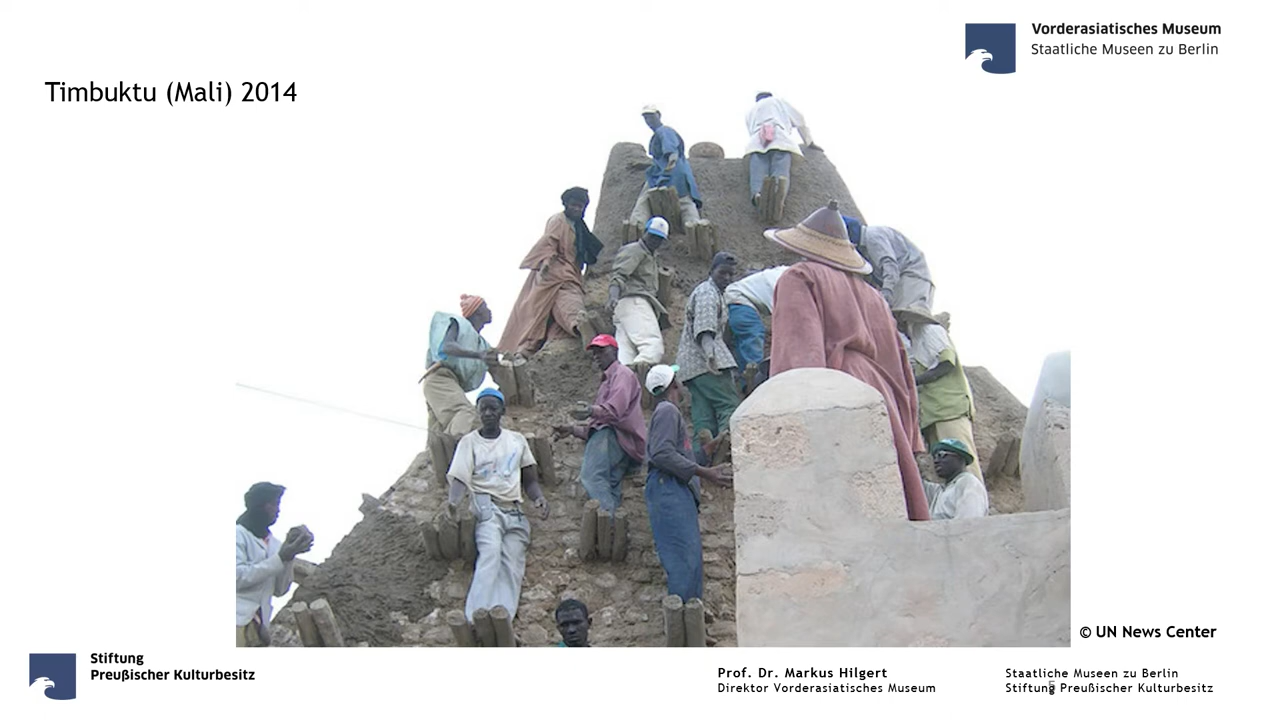 Vorderasiatisches Museum
Staatliche Museen zu Berlin
Timbuktu (Mali) 2014
© UN News Center
Stiftung
Preußischer Kulturbesitz
Prof. Dr. Markus Hilgert
Direktor Vorderasiatisches Museum
Staatliche Museen zu Berlin
Stiftung Preußischer Kulturbesitz